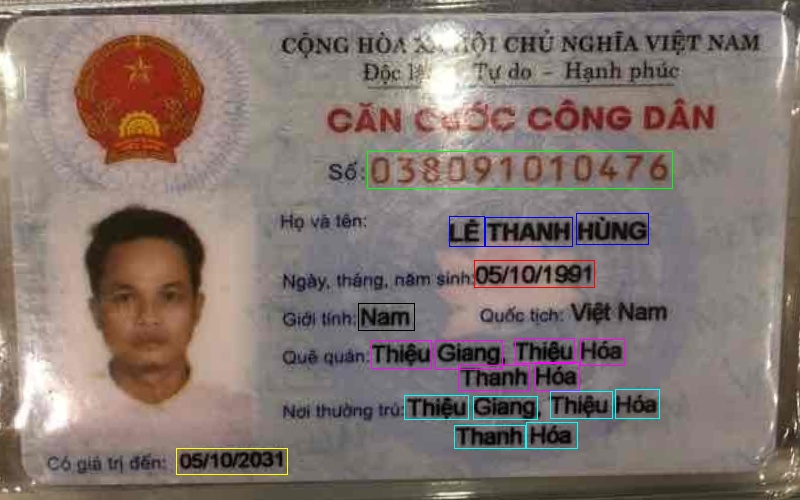 CỘNG HÒA XÃ HỘI CHỦ NGHĨA VIỆT NAM
Độc lập Tự do - Hạnh phúc
CĂN CƯỚC CÔNG DÂN
Số: 038091010476
Họ và tên: LÊ THANH HÙNG
Ngày, tháng, năm sinh: 05/10/1991
Giới tính: Nam Quốc tịch: Việt Nam
Quê quán: Thiệu Giang, Thiệu Hóa
Thanh Hóa
Nơi thường trú: Thiệu Giang, Thiệu Hóa
Thanh Hóa
Có giá trị đến: 05/10/2031